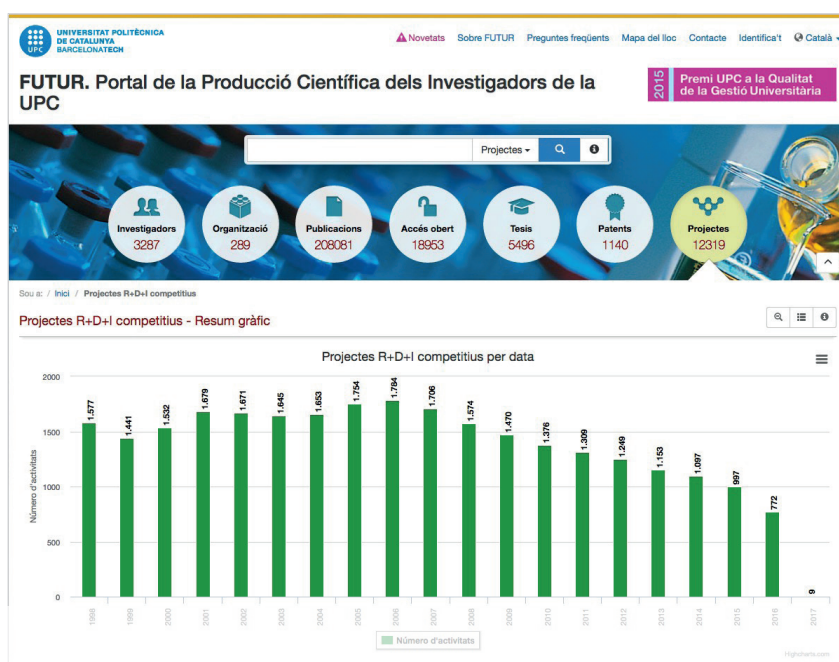 UNIVERSITAT POLITÈCNICA
DE CATALUNYA
BARCELONATECH
UPC
Novetats Sobre FUTUR Preguntes freqüents Mapa del lloc Contacte Identifica't Català
FUTUR. Portal de la Producció Científica dels Investigadors de la
UPC
2015
Premi UPC a la Qualitat
de la Gestió Universitària
Projectes
Investigadors
3287
Organització
289
Publicacions
208081
Accés obert
18953
Tesis
5496
Patents
1140
Projectes
12319
Sou a: / Inici / Projectes R+D+I competitius
Projectes R+D+I competitius - Resum gràfic
Projectes R+D+I competitius per data
Número d'activitats
2000
1500
1000
500
0
1.577
1.441
1.532
1.679
1.671
1.645
1.653
1.754
1.784
1.706
1.574
1.470
1.376
1.309
1.249
1.153
1.097
997
772
9
1998 1999 2000 2001 2002 2003 2004 2005 2006 2007 2008 2009 2010 2011 2012 2013 2014 2015 2016 2017
Número d'activitats
Highcharts.com